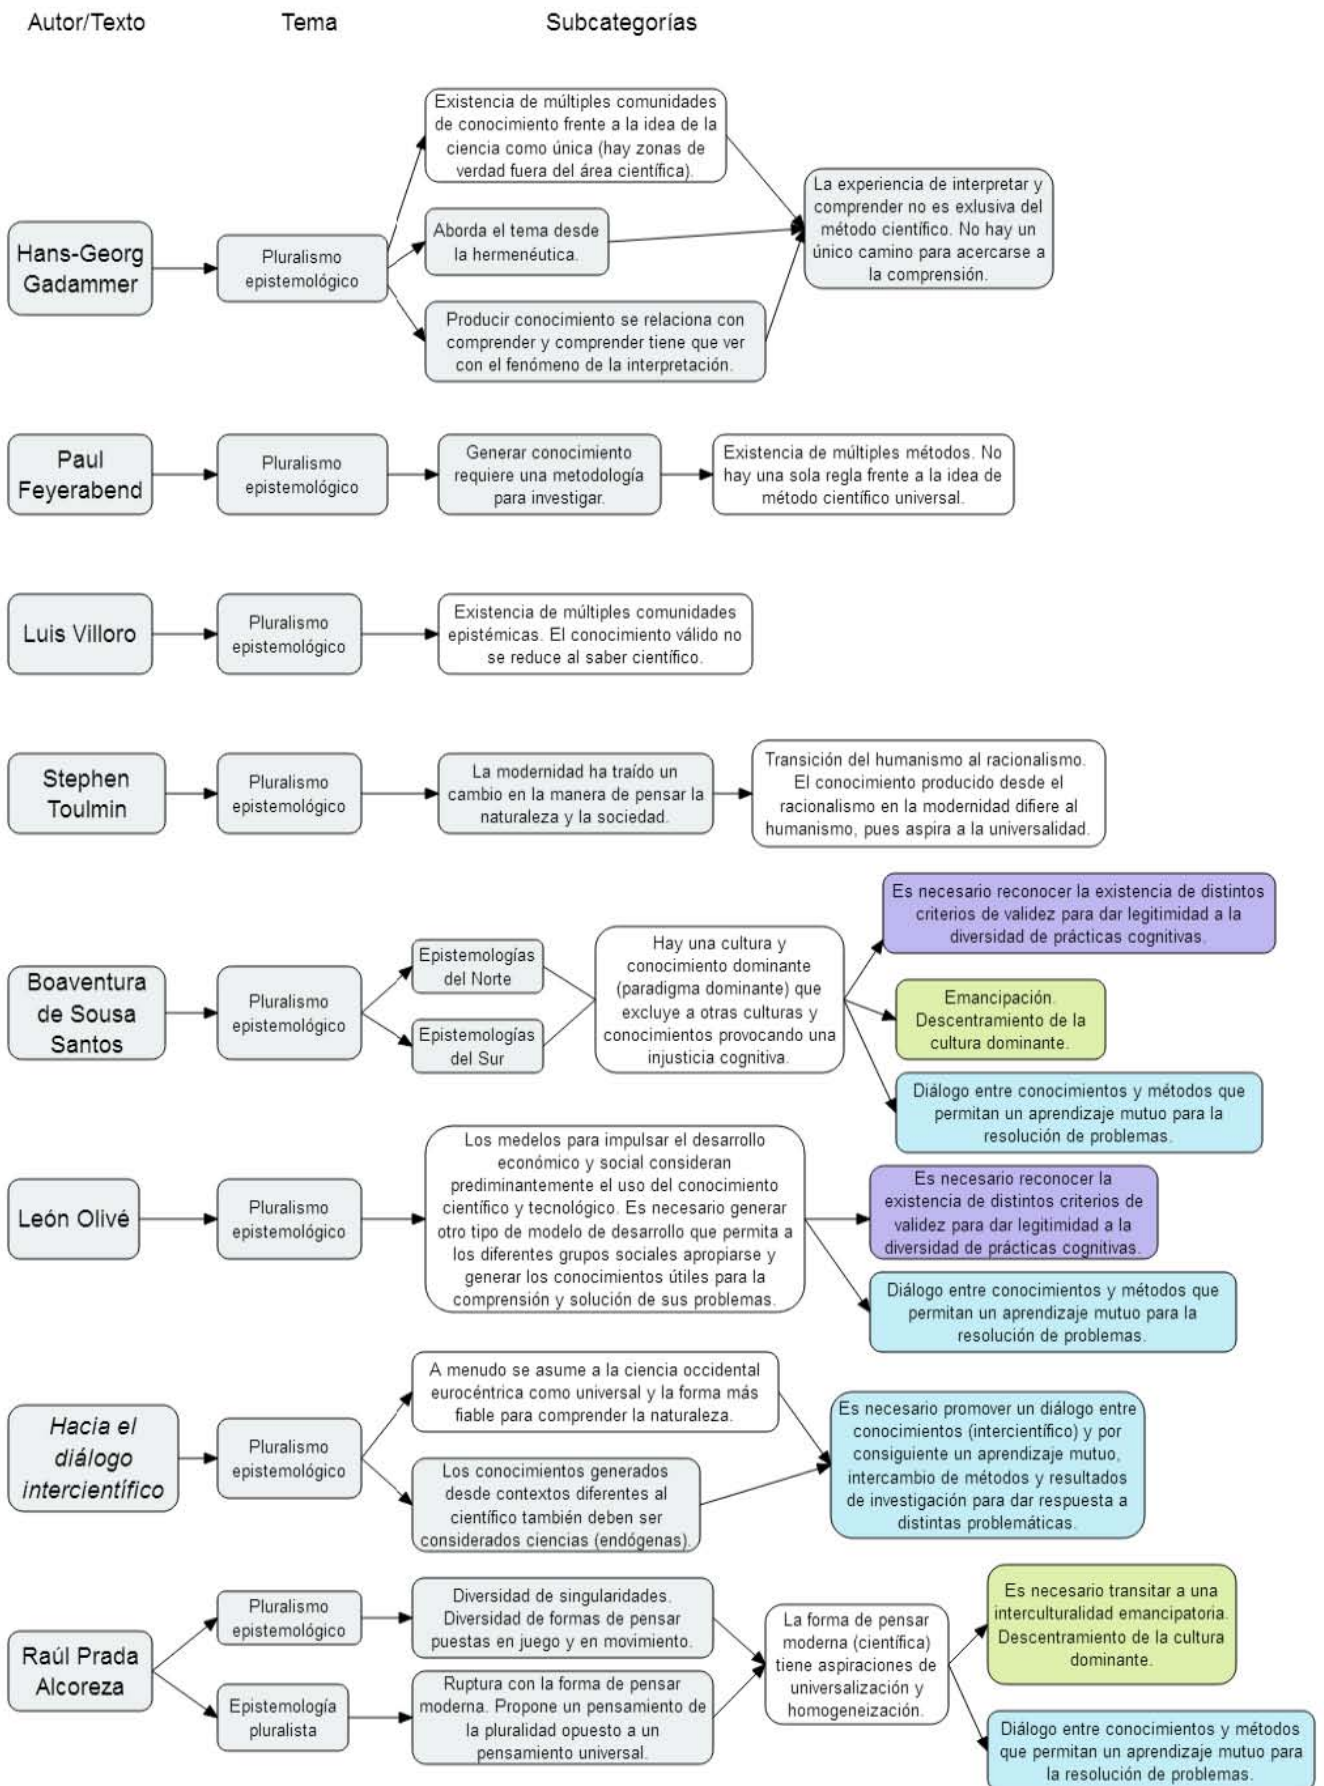 Autor/Texto
Tema
Subcategorías
Hans-Georg
Gadammer
Pluralismo
epistemológico
Existencia de múltiples comunidades
de conocimiento frente a la idea de la
ciencia como única (hay zonas de
verdad fuera del área científica).
Aborda el tema desde
la hermenéutica.
Producir conocimiento se relaciona con
comprender y comprender tiene que ver
con el fenómeno de la interpretación.
La experiencia de interpretar y
comprender no es exlusiva del
método científico. No hay un
único camino para acercarse a
la comprensión.
Paul
Feyerabend
Pluralismo
epistemológico
Generar conocimiento
requiere una metodología
para investigar.
Existencia de múltiples métodos. No
hay una sola regla frente a la idea de
método científico universal.
Luis Villoro
Pluralismo
epistemológico
Existencia de múltiples comunidades
epistémicas. El conocimiento válido no
se reduce al saber científico.
Stephen
Toulmin
Pluralismo
epistemológico
La modernidad ha traído un
cambio en la manera de pensar la
naturaleza y la sociedad.
Transición del humanismo al racionalismo.
El conocimiento producido desde el
racionalismo en la modernidad difiere al
humanismo, pues aspira a la universalidad.
Boaventura
de Sousa
Santos
Pluralismo
epistemológico
Epistemologías
del Norte
Epistemologías
del Sur
Hay una cultura y
conocimiento dominante
(paradigma dominante) que
excluye a otras culturas y
conocimientos provocando una
injusticia cognitiva.
Es necesario reconocer la existencia de distintos
criterios de validez para dar legitimidad a la
diversidad de prácticas cognitivas.
Emancipación.
Descentramiento de la
cultura dominante.
Diálogo entre conocimientos y métodos que
permitan un aprendizaje mutuo para la
resolución de problemas.
León Olivé
Pluralismo
epistemológico
Los medelos para impulsar el desarrollo
económico y social consideran
prediminantemente el uso del conocimiento
científico y tecnológico. Es necesario generar
otro tipo de modelo de desarrollo que permita a
los diferentes grupos sociales apropiarse y
generar los conocimientos útiles para la
comprensión y solución de sus problemas.
Es necesario reconocer la
existencia de distintos criterios de
validez para dar legitimidad a la
diversidad de prácticas cognitivas.
Diálogo entre conocimientos y métodos que
permitan un aprendizaje mutuo para la
resolución de problemas.
Hacia el
diálogo
intercientífico
Pluralismo
epistemológico
A menudo se asume a la ciencia occidental
eurocéntrica como universal y la forma más
fiable para comprender la naturaleza.
Los conocimientos generados
desde contextos diferentes al
científico también deben ser
considerados ciencias (endógenas).
Es necesario promover un diálogo entre
conocimientos (intercientífico) y por
consiguiente un aprendizaje mutuo,
intercambio de métodos y resultados
de investigación para dar respuesta a
distintas problemáticas.
Raúl Prada
Alcoreza
Pluralismo
epistemológico
Epistemología
pluralista
Diversidad de singularidades.
Diversidad de formas de pensar
puestas en juego y en movimiento.
Ruptura con la forma de pensar
moderna. Propone un pensamiento de
la pluralidad opuesto a un
pensamiento universal.
La forma de pensar
moderna (científica)
tiene aspiraciones de
universalización y
homogeneización.
Es necesario transitar a una
interculturalidad emancipatoria.
Descentramiento de la cultura
dominante.
Diálogo entre conocimientos y métodos
que permitan un aprendizaje mutuo para
la resolución de problemas.